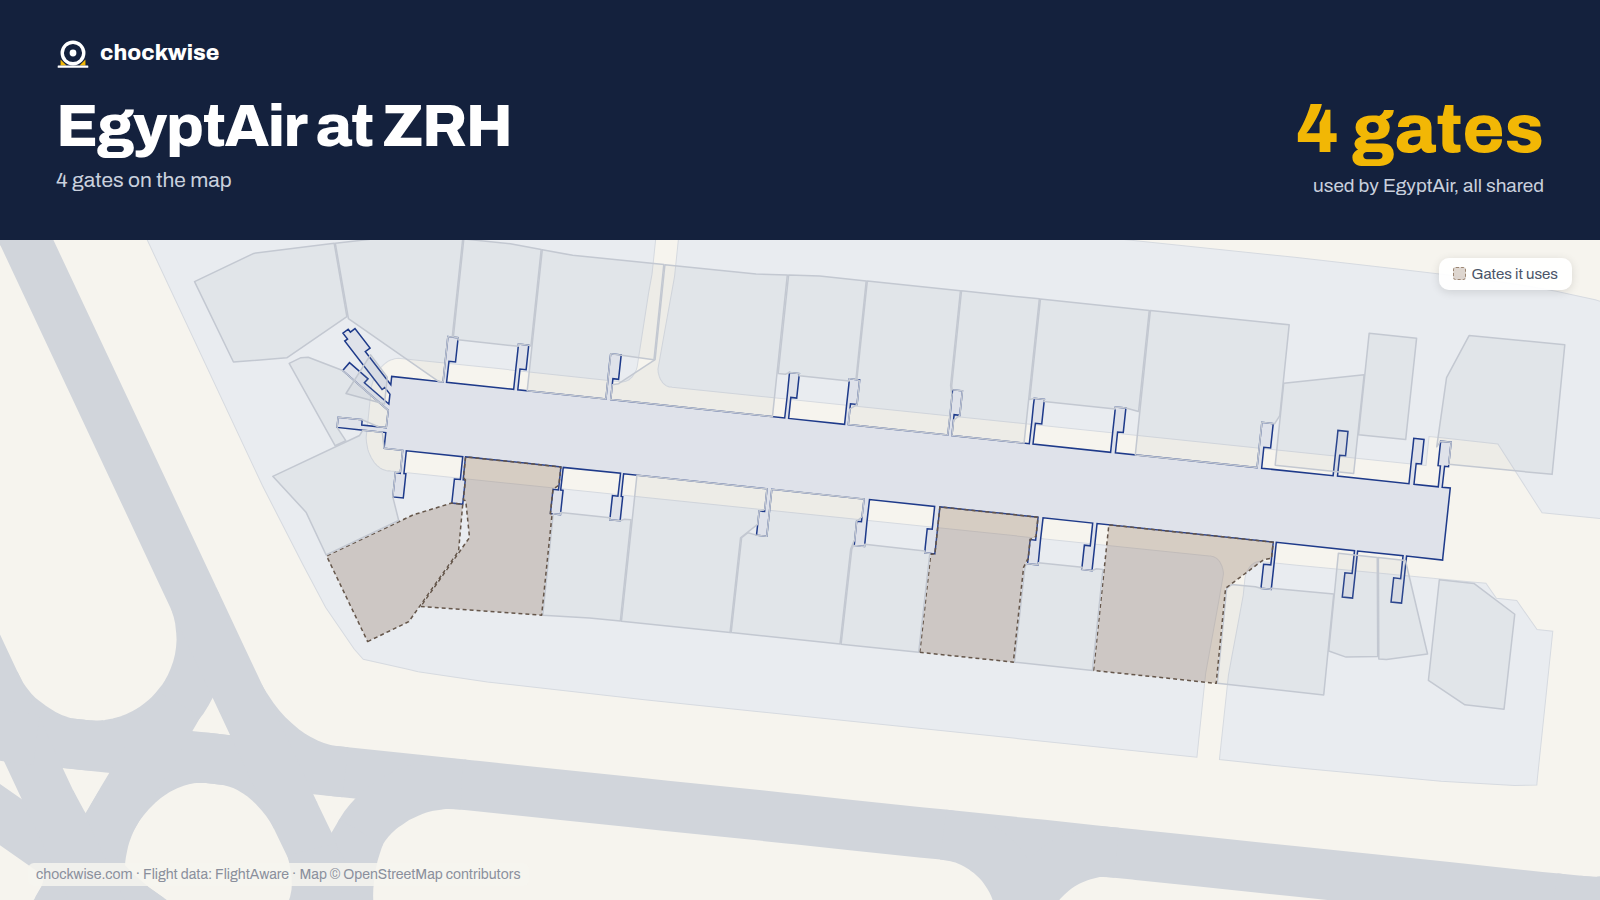 chockwise
EgyptAir at ZRH
4 gates on the map
4 gates
used by EgyptAir, all shared
Gates it uses
chockwise.com · Flight data: FlightAware · Map © OpenStreetMap contributors